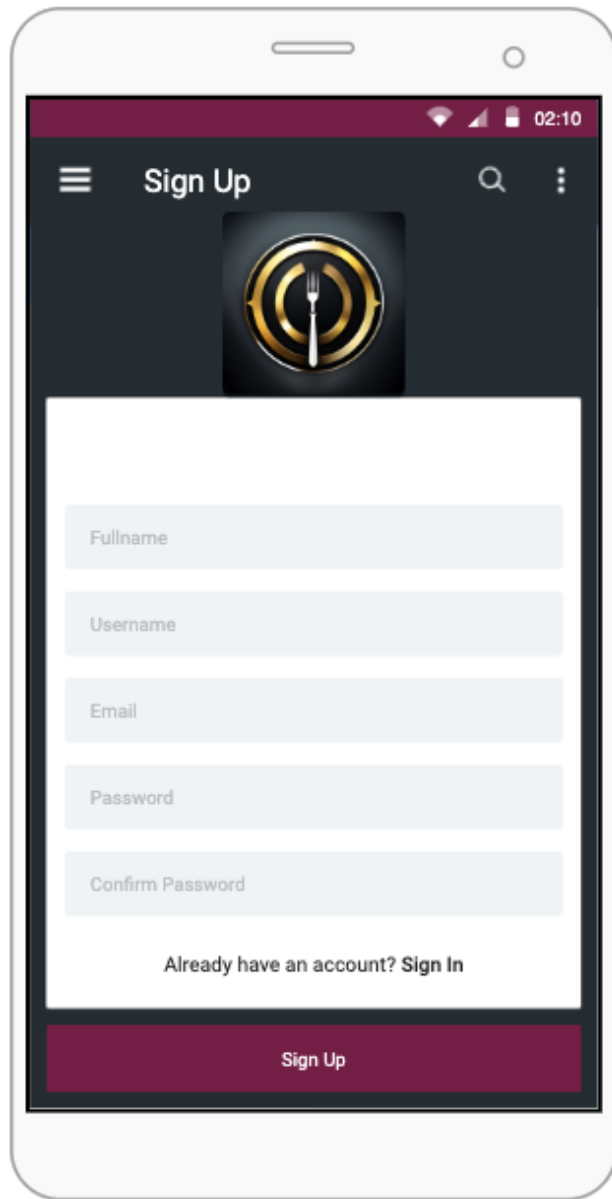 02:10
Sign Up
Fullname
Username
Email
Password
Confirm Password
Already have an account? Sign In
Sign Up